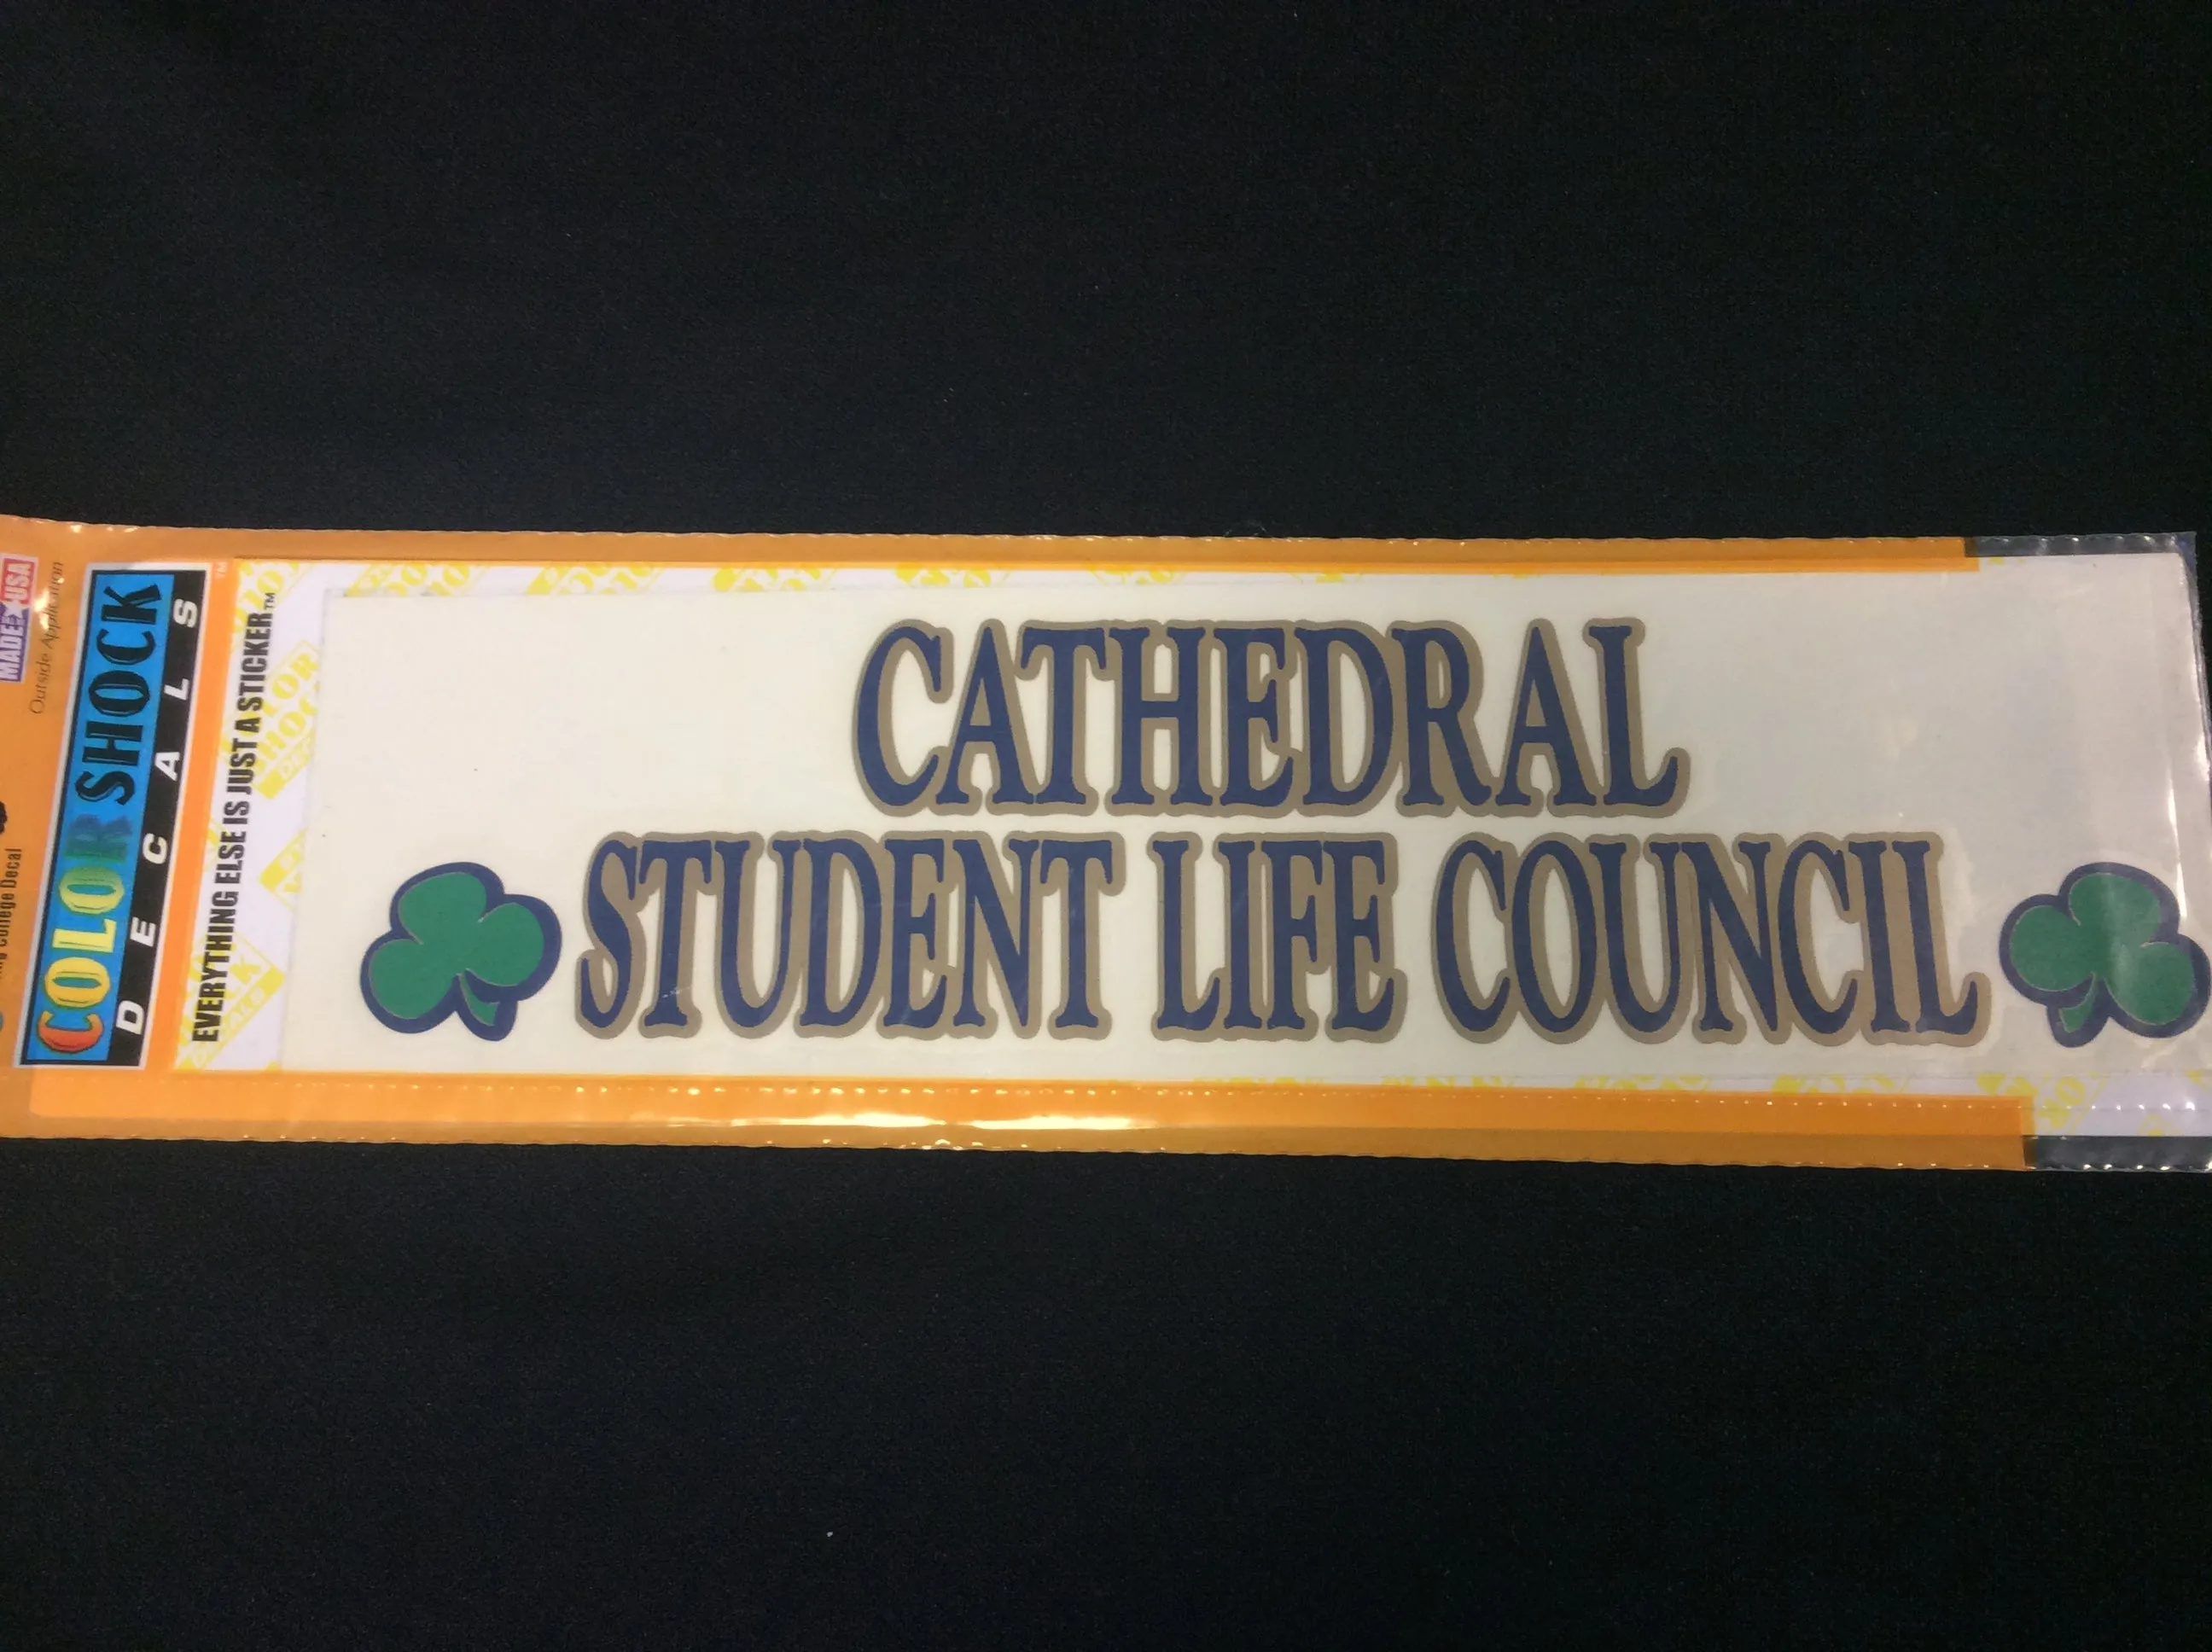 CATHEDRAL
STUDENT LIFE COUNCIL
COLOR SHOCK
DECALS
EVERYTHING ELSE IS JUST A STICKER™
MADE USA
Outside Application
College Decal